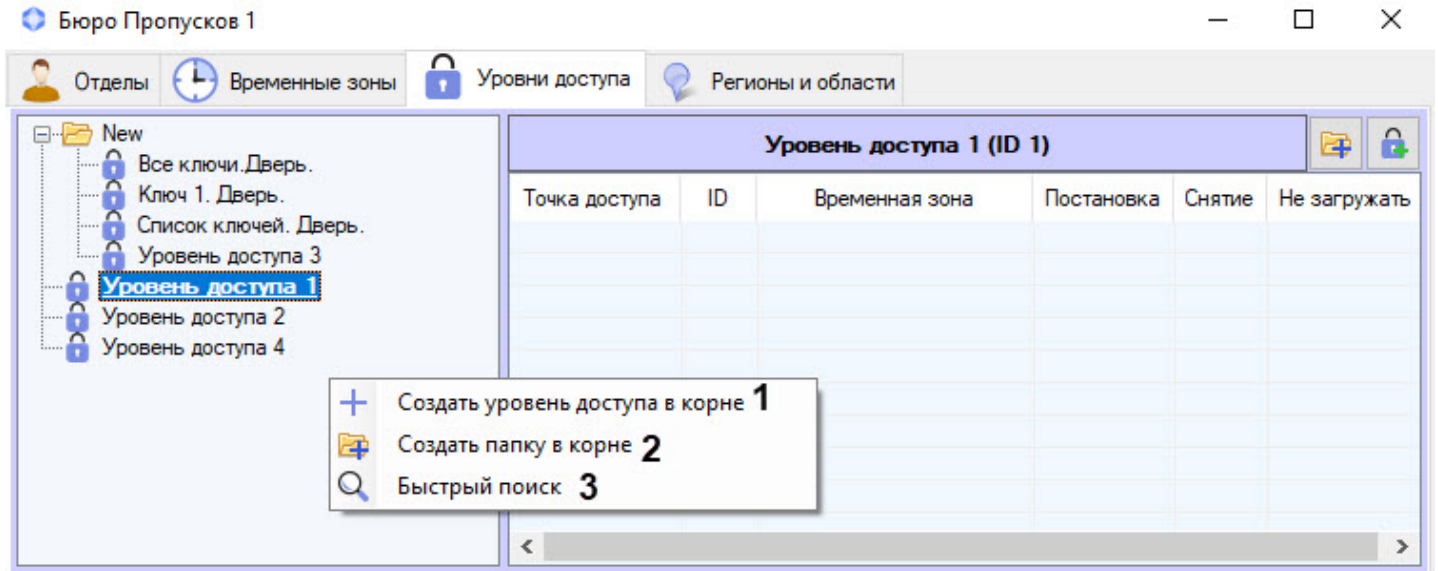 Бюро Пропусков 1
Отделы Временные зоны Уровни доступа Регионы и области
New
Все ключи.Дверь.
Ключ 1. Дверь.
Список ключей. Дверь.
Уровень доступа 3
Уровень доступа 1
Уровень доступа 2
Уровень доступа 4
Уровень доступа 1 (ID 1)
Точка доступа ID Временная зона Постановка Снятие Не загружать
Создать уровень доступа в корне 1
Создать папку в корне 2
Быстрый поиск 3